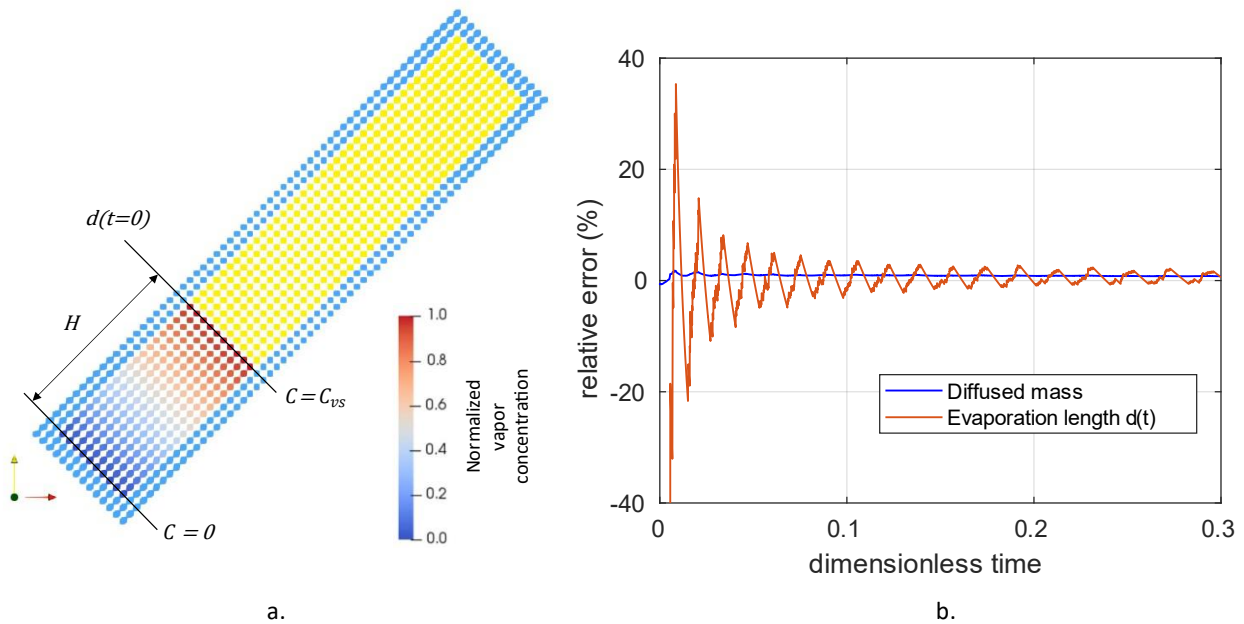 d(t=0)
H
C=Cvs
C = 0
1.0
0.8
0.6
0.4
0.2
0.0
Normalized
vapor
concentration
a.
40
20
0
-20
-40
relative error (%)
Diffused mass
Evaporation length d(t)
0
0.1
0.2
0.3
dimensionless time
b.